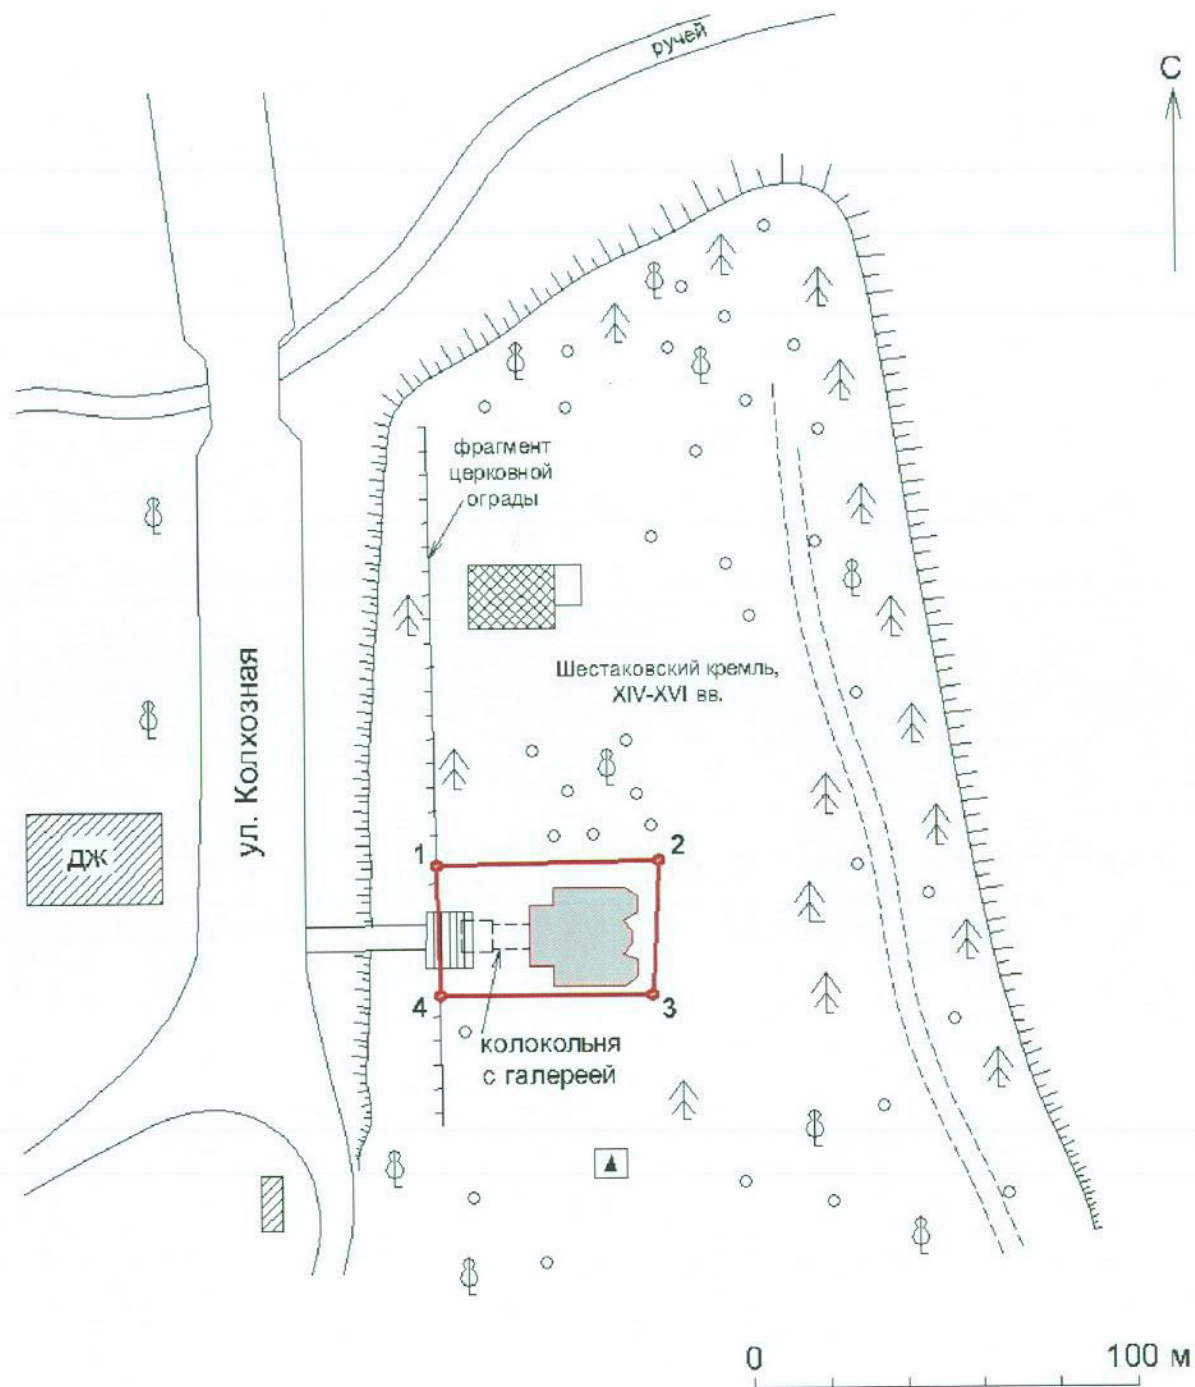 ручей
С
фрагмент
церковной
ограды
Шестаковский кремль,
XIV-XVI вв.
ул. Колхозная
ДЖ
1
2
4
3
колокольня
с галереей
0
100 м